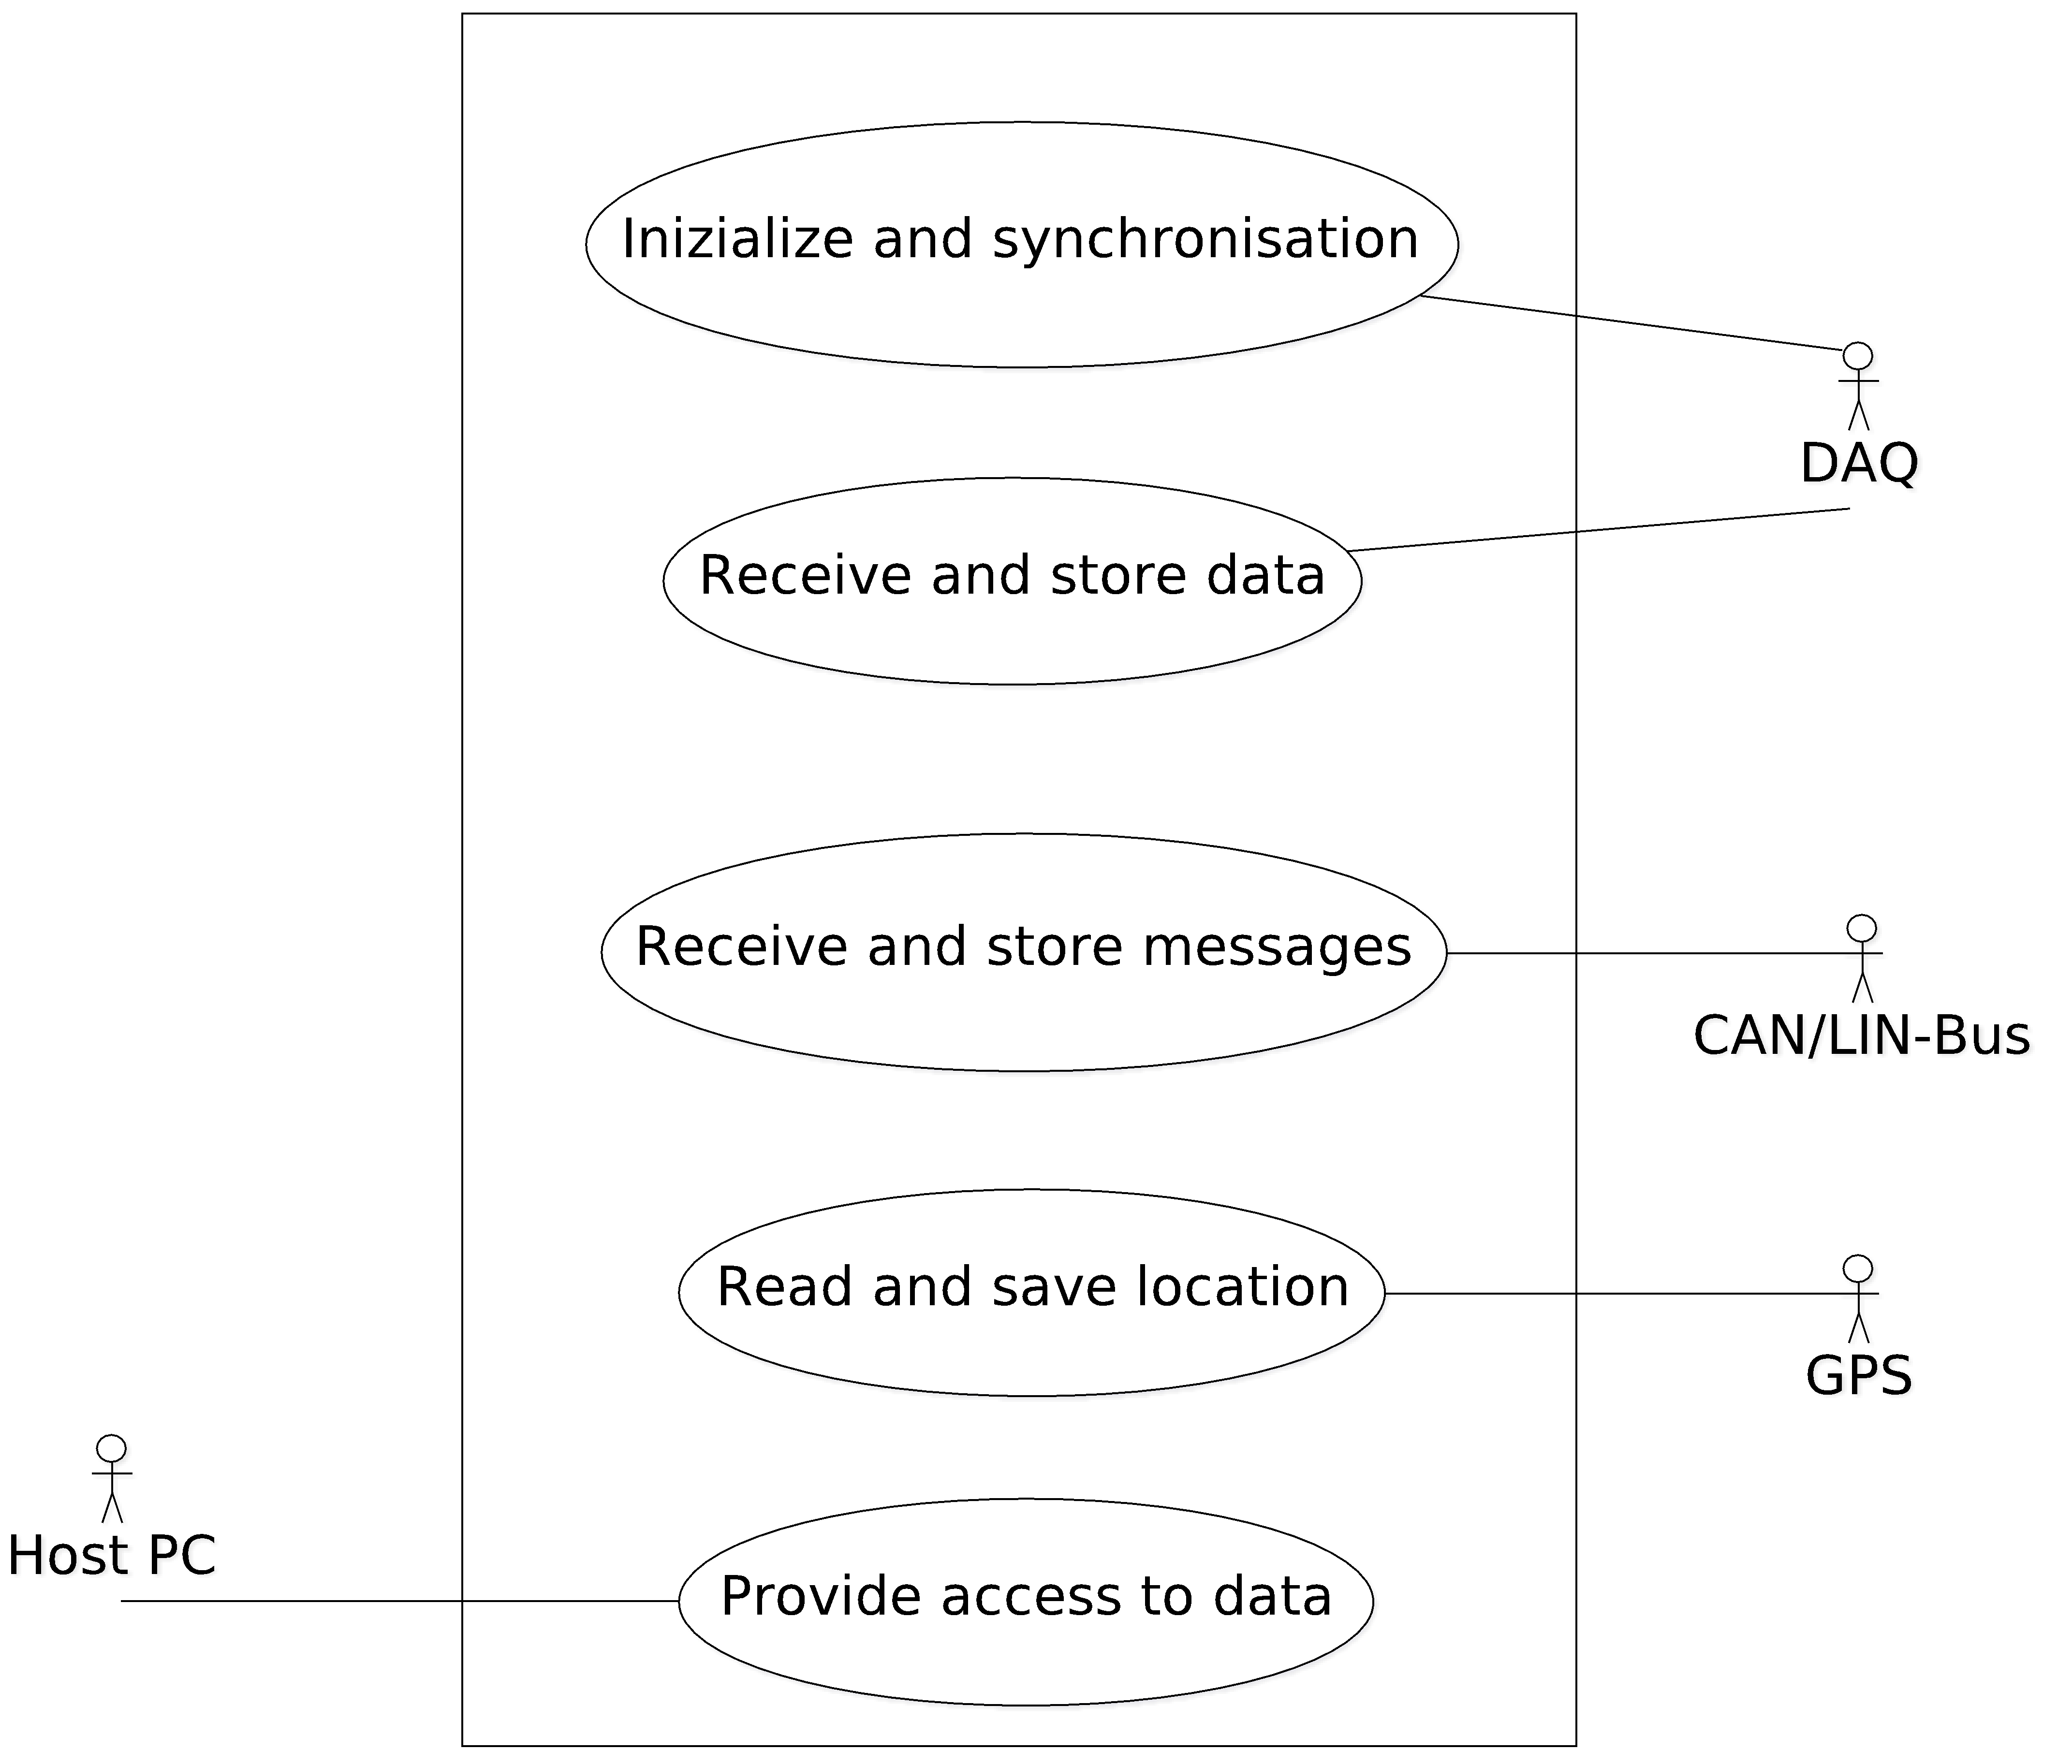 Inizialize and synchronisation
DAQ
Receive and store data
Receive and store messages
CAN/LIN-Bus
Read and save location
GPS
Host PC
Provide access to data